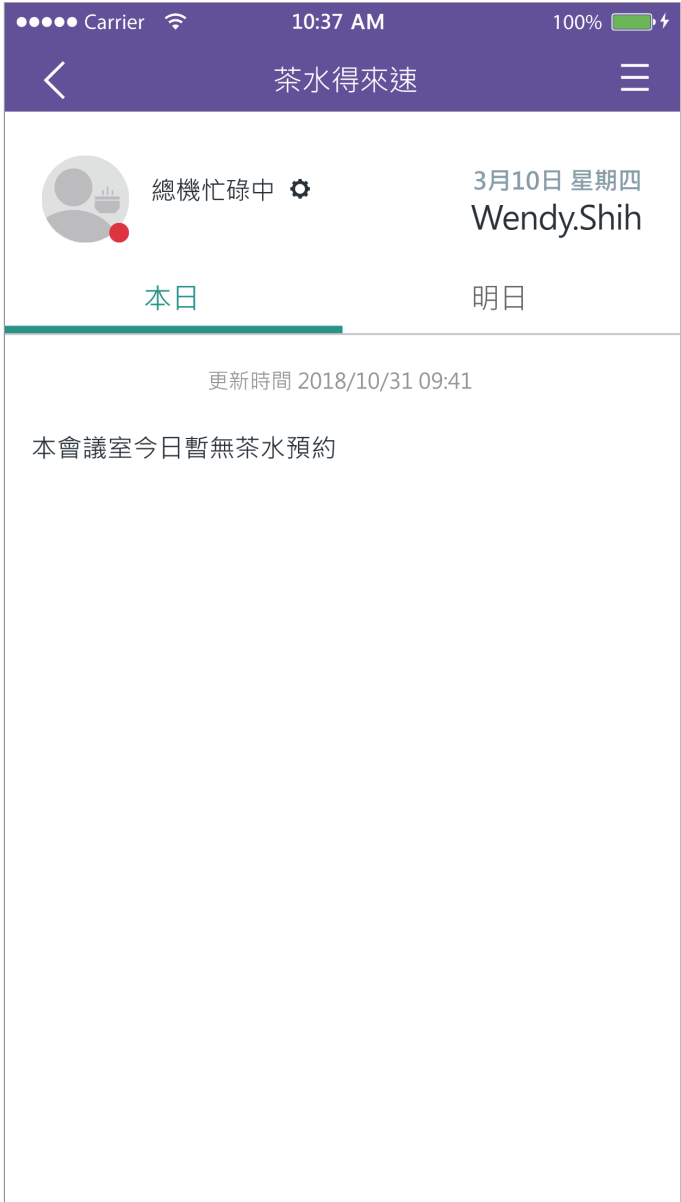 Carrier 10:37 AM 100%
茶水得來速
總機忙碌中
3月10日 星期四
Wendy.Shih
本日 明日
更新時間 2018/10/31 09:41
本會議室今日暫無茶水預約